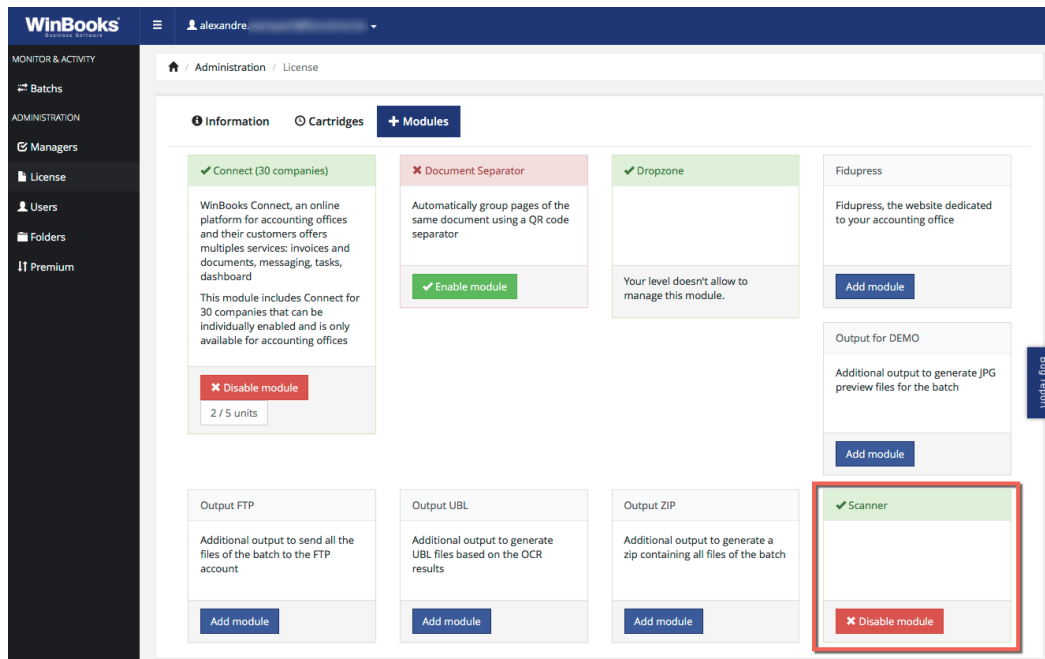 WinBooks
Business Software
alexandre.
MONITOR & ACTIVITY
Batchs
ADMINISTRATION
Managers
License
Users
Folders
Premium
Administration / License
Information
Cartridges
Modules
Connect (30 companies)
WinBooks Connect, an online
platform for accounting offices
and their customers offers
multiples services: invoices and
documents, messaging, tasks,
dashboard
This module includes Connect for
30 companies that can be
individually enabled and is only
available for accounting offices
Disable module
2 / 5 units
Document Separator
Automatically group pages of the
same document using a QR code
separator
Enable module
Dropzone
Your level doesn't allow to
manage this module.
Fidupress
Fidupress, the website dedicated
to your accounting office
Add module
Output for DEMO
Additional output to generate JPG
preview files for the batch
Add module
Bug report
Output FTP
Additional output to send all the
files of the batch to the FTP
account
Add module
Output UBL
Additional output to generate
UBL files based on the OCR
results
Add module
Output ZIP
Additional output to generate a
zip containing all files of the batch
Add module
Scanner
Disable module